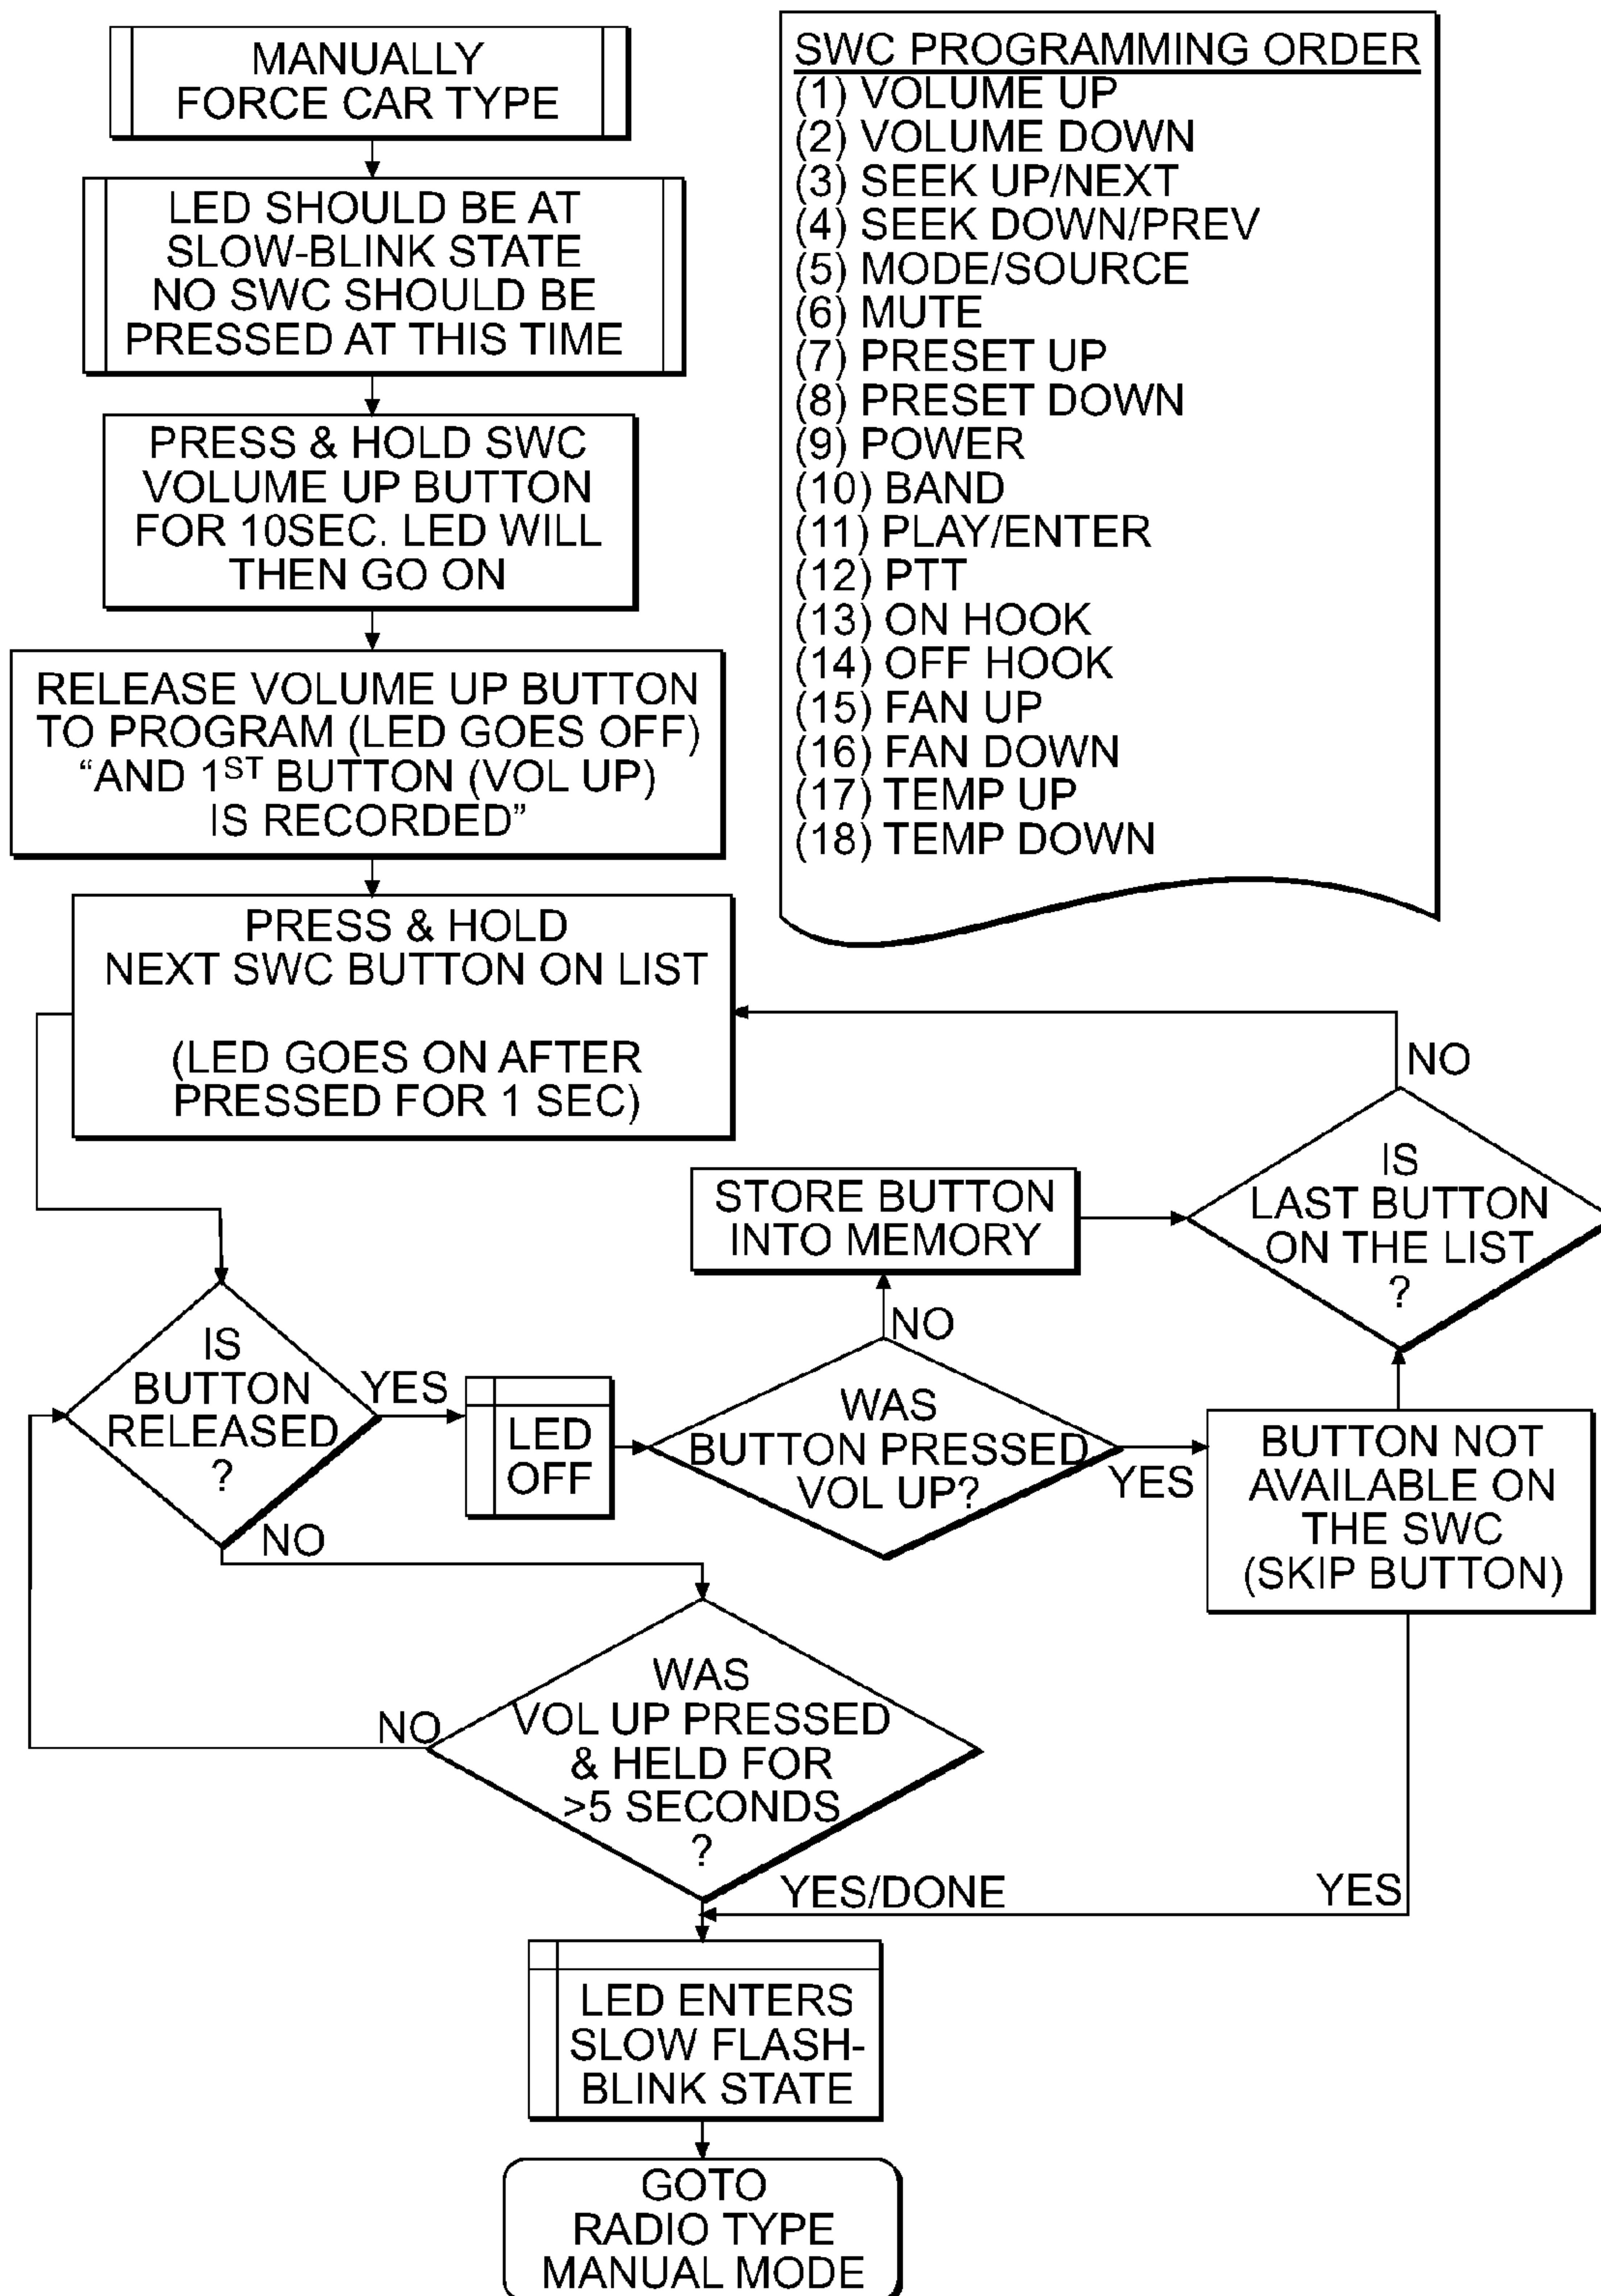 MANUALLY
FORCE CAR TYPE
LED SHOULD BE AT
SLOW-BLINK STATE
NO SWC SHOULD BE
PRESSED AT THIS TIME
PRESS & HOLD SWC
VOLUME UP BUTTON
FOR 10SEC. LED WILL
THEN GO ON
RELEASE VOLUME UP BUTTON
TO PROGRAM (LED GOES OFF)
“AND 1ST BUTTON (VOL UP)
IS RECORDED”
PRESS & HOLD
NEXT SWC BUTTON ON LIST
(LED GOES ON AFTER
PRESSED FOR 1 SEC)
SWC PROGRAMMING ORDER
(1) VOLUME UP
(2) VOLUME DOWN
(3) SEEK UP/NEXT
(4) SEEK DOWN/PREV
(5) MODE/SOURCE
(6) MUTE
(7) PRESET UP
(8) PRESET DOWN
(9) POWER
(10) BAND
(11) PLAY/ENTER
(12) PTT
(13) ON HOOK
(14) OFF HOOK
(15) FAN UP
(16) FAN DOWN
(17) TEMP UP
(18) TEMP DOWN
NO
IS
LAST BUTTON
ON THE LIST
?
STORE BUTTON
INTO MEMORY
NO
IS
BUTTON
RELEASED
?
YES
LED
OFF
WAS
BUTTON PRESSED
VOL UP?
YES
BUTTON NOT
AVAILABLE ON
THE SWC
(SKIP BUTTON)
NO
WAS
VOL UP PRESSED
& HELD FOR
>5 SECONDS
?
NO
YES/DONE
YES
LED ENTERS
SLOW FLASH-
BLINK STATE
GOTO
RADIO TYPE
MANUAL MODE